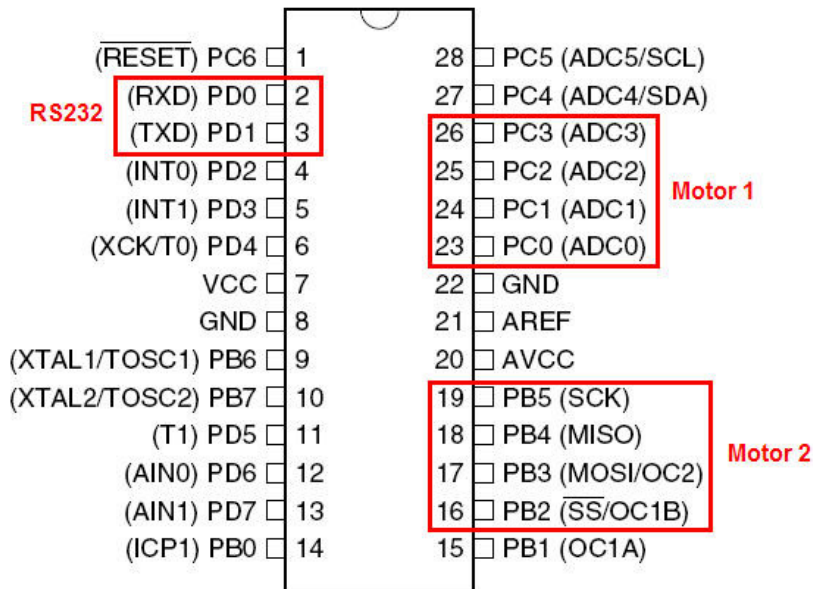 (RESET) PC6 1 28 PC5 (ADC5/SCL)
RS232
(RXD) PD0 2 27 PC4 (ADC4/SDA)
(TXD) PD1 3 26 PC3 (ADC3)
(INT0) PD2 4 25 PC2 (ADC2)
Motor 1
(INT1) PD3 5 24 PC1 (ADC1)
(XCK/T0) PD4 6 23 PC0 (ADC0)
VCC 7 22 GND
GND 8 21 AREF
(XTAL1/TOSC1) PB6 9 20 AVCC
(XTAL2/TOSC2) PB7 10 19 PB5 (SCK)
(T1) PD5 11 18 PB4 (MISO)
Motor 2
(AIN0) PD6 12 17 PB3 (MOSI/OC2)
(AIN1) PD7 13 16 PB2 (SS/OC1B)
(ICP1) PB0 14 15 PB1 (OC1A)